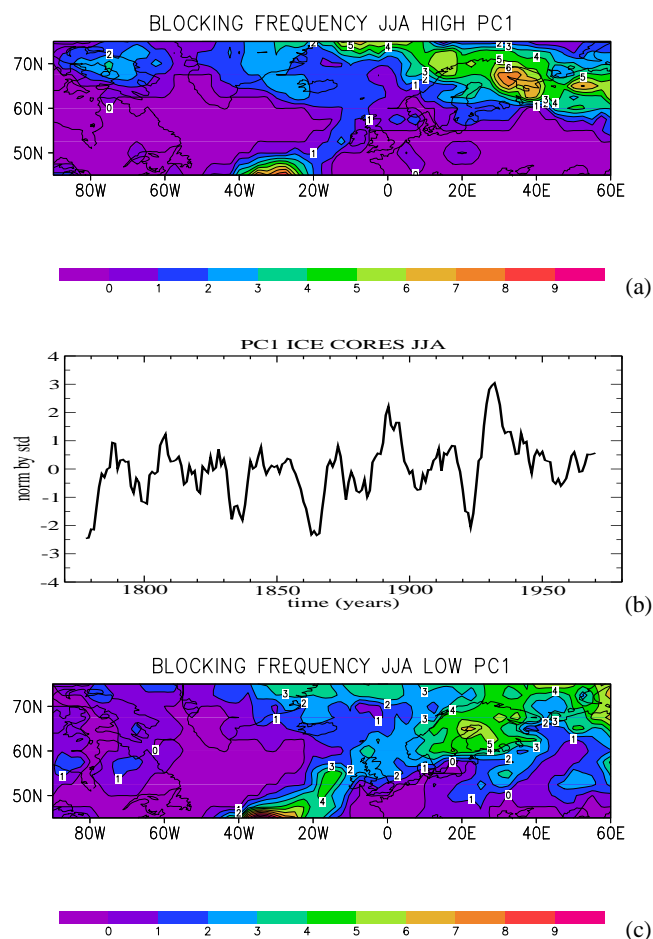 BLOCKING FREQUENCY JJA HIGH PC1
70N
60N
50N
80W 60W 40W 20W 0 20E 40E 60E
0 1 2 3 4 5 6 7 8 9
(a)
PC1 ICE CORES JJA
norm by std
4
3
2
1
0
-1
-2
-3
-4
1800 1850 1900 1950
time (years)
(b)
BLOCKING FREQUENCY JJA LOW PC1
70N
60N
50N
80W 60W 40W 20W 0 20E 40E 60E
0 1 2 3 4 5 6 7 8 9
(c)